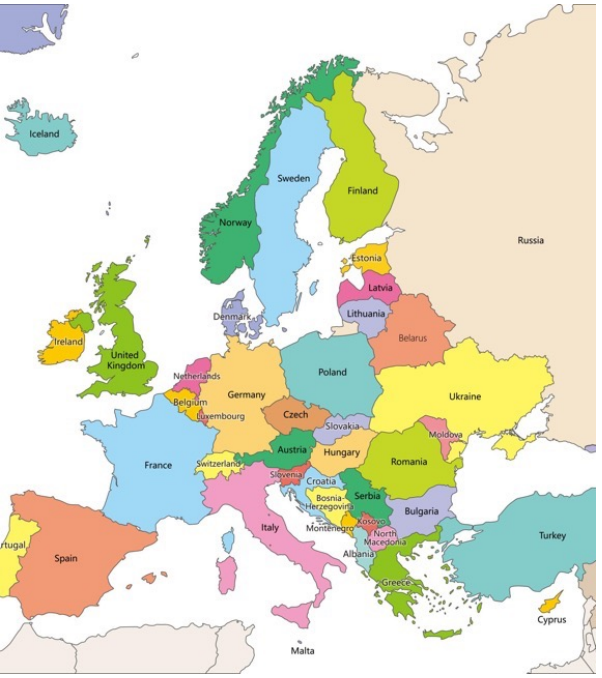 Iceland
Sweden
Finland
Norway
Russia
Estonia
Latvia
Lithuania
Denmark
Belarus
Ireland
United
Kingdom
Netherlands
Poland
Germany
Ukraine
Belgium
Luxembourg
Czech
Slovakia
Moldova
Austria
Hungary
France
Switzerland
Romania
Slovenia
Croatia
Serbia
Bosnia-
Herzegovina
Bulgaria
Kosovo
Italy
Montenegro
North
Macedonia
Turkey
rtugal
Spain
Albania
Greece
Cyprus
Malta